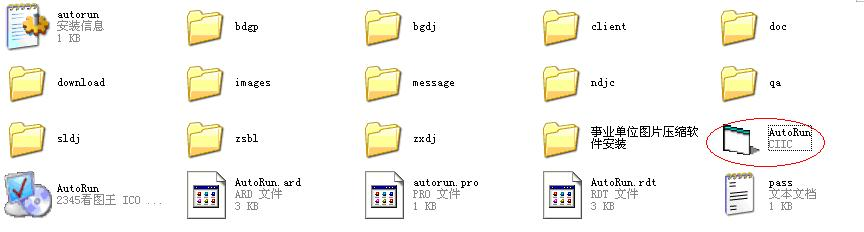 autorun
安装信息
1 KB
bdgp
bgdj
client
doc
download
images
message
ndjc
qa
sldj
zsbl
zxdj
事业单位图片压缩软
件安装
AutoRun
CIIC
AutoRun
2345看图王 ICO ...
AutoRun.ard
ARD 文件
3 KB
autorun.pro
PRO 文件
1 KB
AutoRun.rdt
RDT 文件
3 KB
pass
文本文档
1 KB